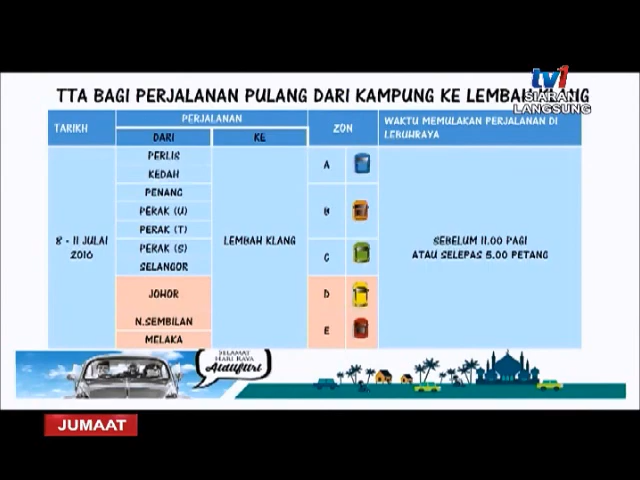 tv1
SIARAN
LANGSUNG
TTA BAGI PERJALANAN PULANG DARI KAMPUNG KE LEMBAH KLANG
TARIKH
PERJALANAN
DARI
KE
ZON
WAKTU MEMULAKAN PERJALANAN DI
LEBUHRAYA
8 - 11 JULAI
2016
PERLIS
KEDAH
PENANG
PERAK (U)
PERAK (T)
PERAK (S)
SELANGOR
JOHOR
N.SEMBILAN
MELAKA
LEMBAH KLANG
A
B
C
D
E
SEBELUM 11.00 PAGI
ATAU SELEPAS 5.00 PETANG
SELAMAT
HARI RAYA
Aidilfitri
JUMAAT